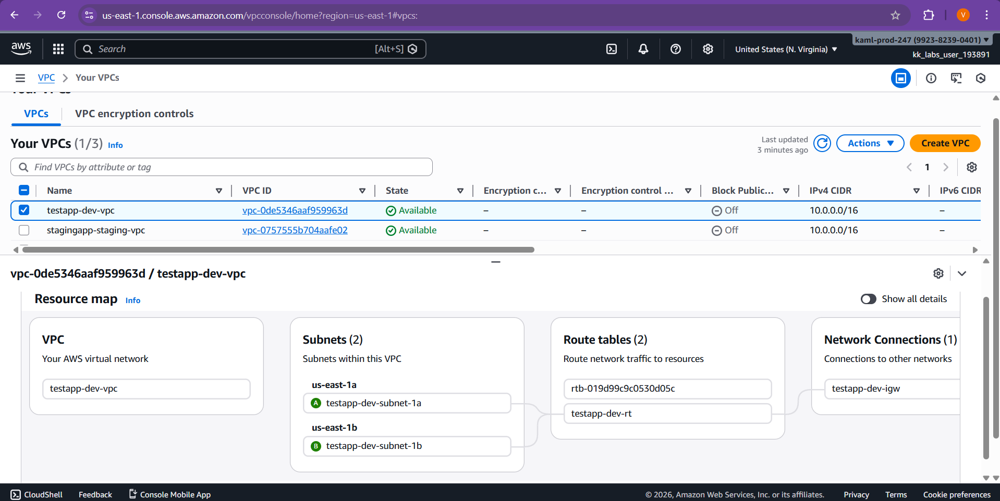 us-east-1.console.aws.amazon.com/vpcconsole/home?region=us-east-1#vpcs:
V
aws
Search
[Alt+S]
United States (N. Virginia)
kaml-prod-247 (9923-8239-0401)
kk_labs_user_193891
VPC
Your VPCs
Your VPCs
VPCs
VPC encryption controls
Your VPCs (1/3) Info
Last updated
3 minutes ago
Actions
Create VPC
Find VPCs by attribute or tag
1
Name VPC ID State Encryption c... Encryption control ... Block Public... IPv4 CIDR IPv6 CIDR
testapp-dev-vpc vpc-0de5346aaf959963d Available – – Off 10.0.0.0/16 –
stagingapp-staging-vpc vpc-0757555b704aafe02 Available – – Off 10.0.0.0/16 –
vpc-0de5346aaf959963d / testapp-dev-vpc
Resource map Info
Show all details
VPC
Your AWS virtual network
testapp-dev-vpc
Subnets (2)
Subnets within this VPC
us-east-1a
A testapp-dev-subnet-1a
us-east-1b
B testapp-dev-subnet-1b
Route tables (2)
Route network traffic to resources
rtb-019d99c9c0530d05c
testapp-dev-rt
Network Connections (1)
Connections to other networks
testapp-dev-igw
CloudShell
Feedback
Console Mobile App
© 2026, Amazon Web Services, Inc. or its affiliates.
Privacy
Terms
Cookie preferences